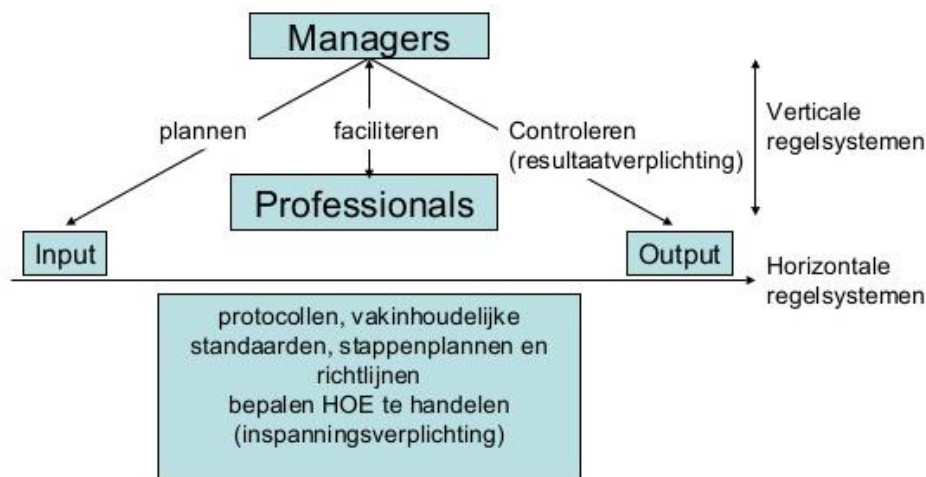 Managers
plannen
faciliteren
Controleren
(resultaatverplichting)
Verticale
regelsystemen
Professionals
Input
Output
Horizontale
regelsystemen
protocollen, vakinhoudelijke
standaarden, stappenplannen en
richtlijnen
bepalen HOE te handelen
(inspanningsverplichting)